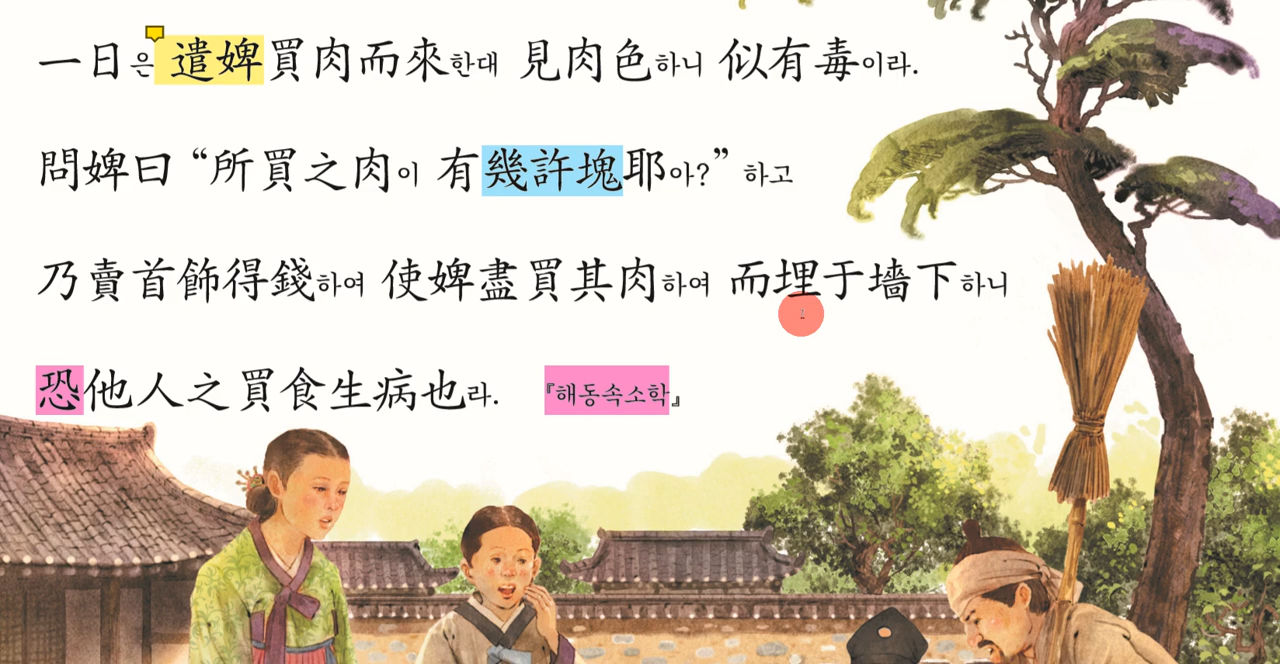 一日은 遣婢買肉而來한대 見肉色하니 似有毒이라.
問婢曰 “所買之肉이 有幾許塊耶아?” 하고
乃賣首飾得錢하여 使婢盡買其肉하여 而埋于墻下하니
恐他人之買食生病也라. 『해동속소학』